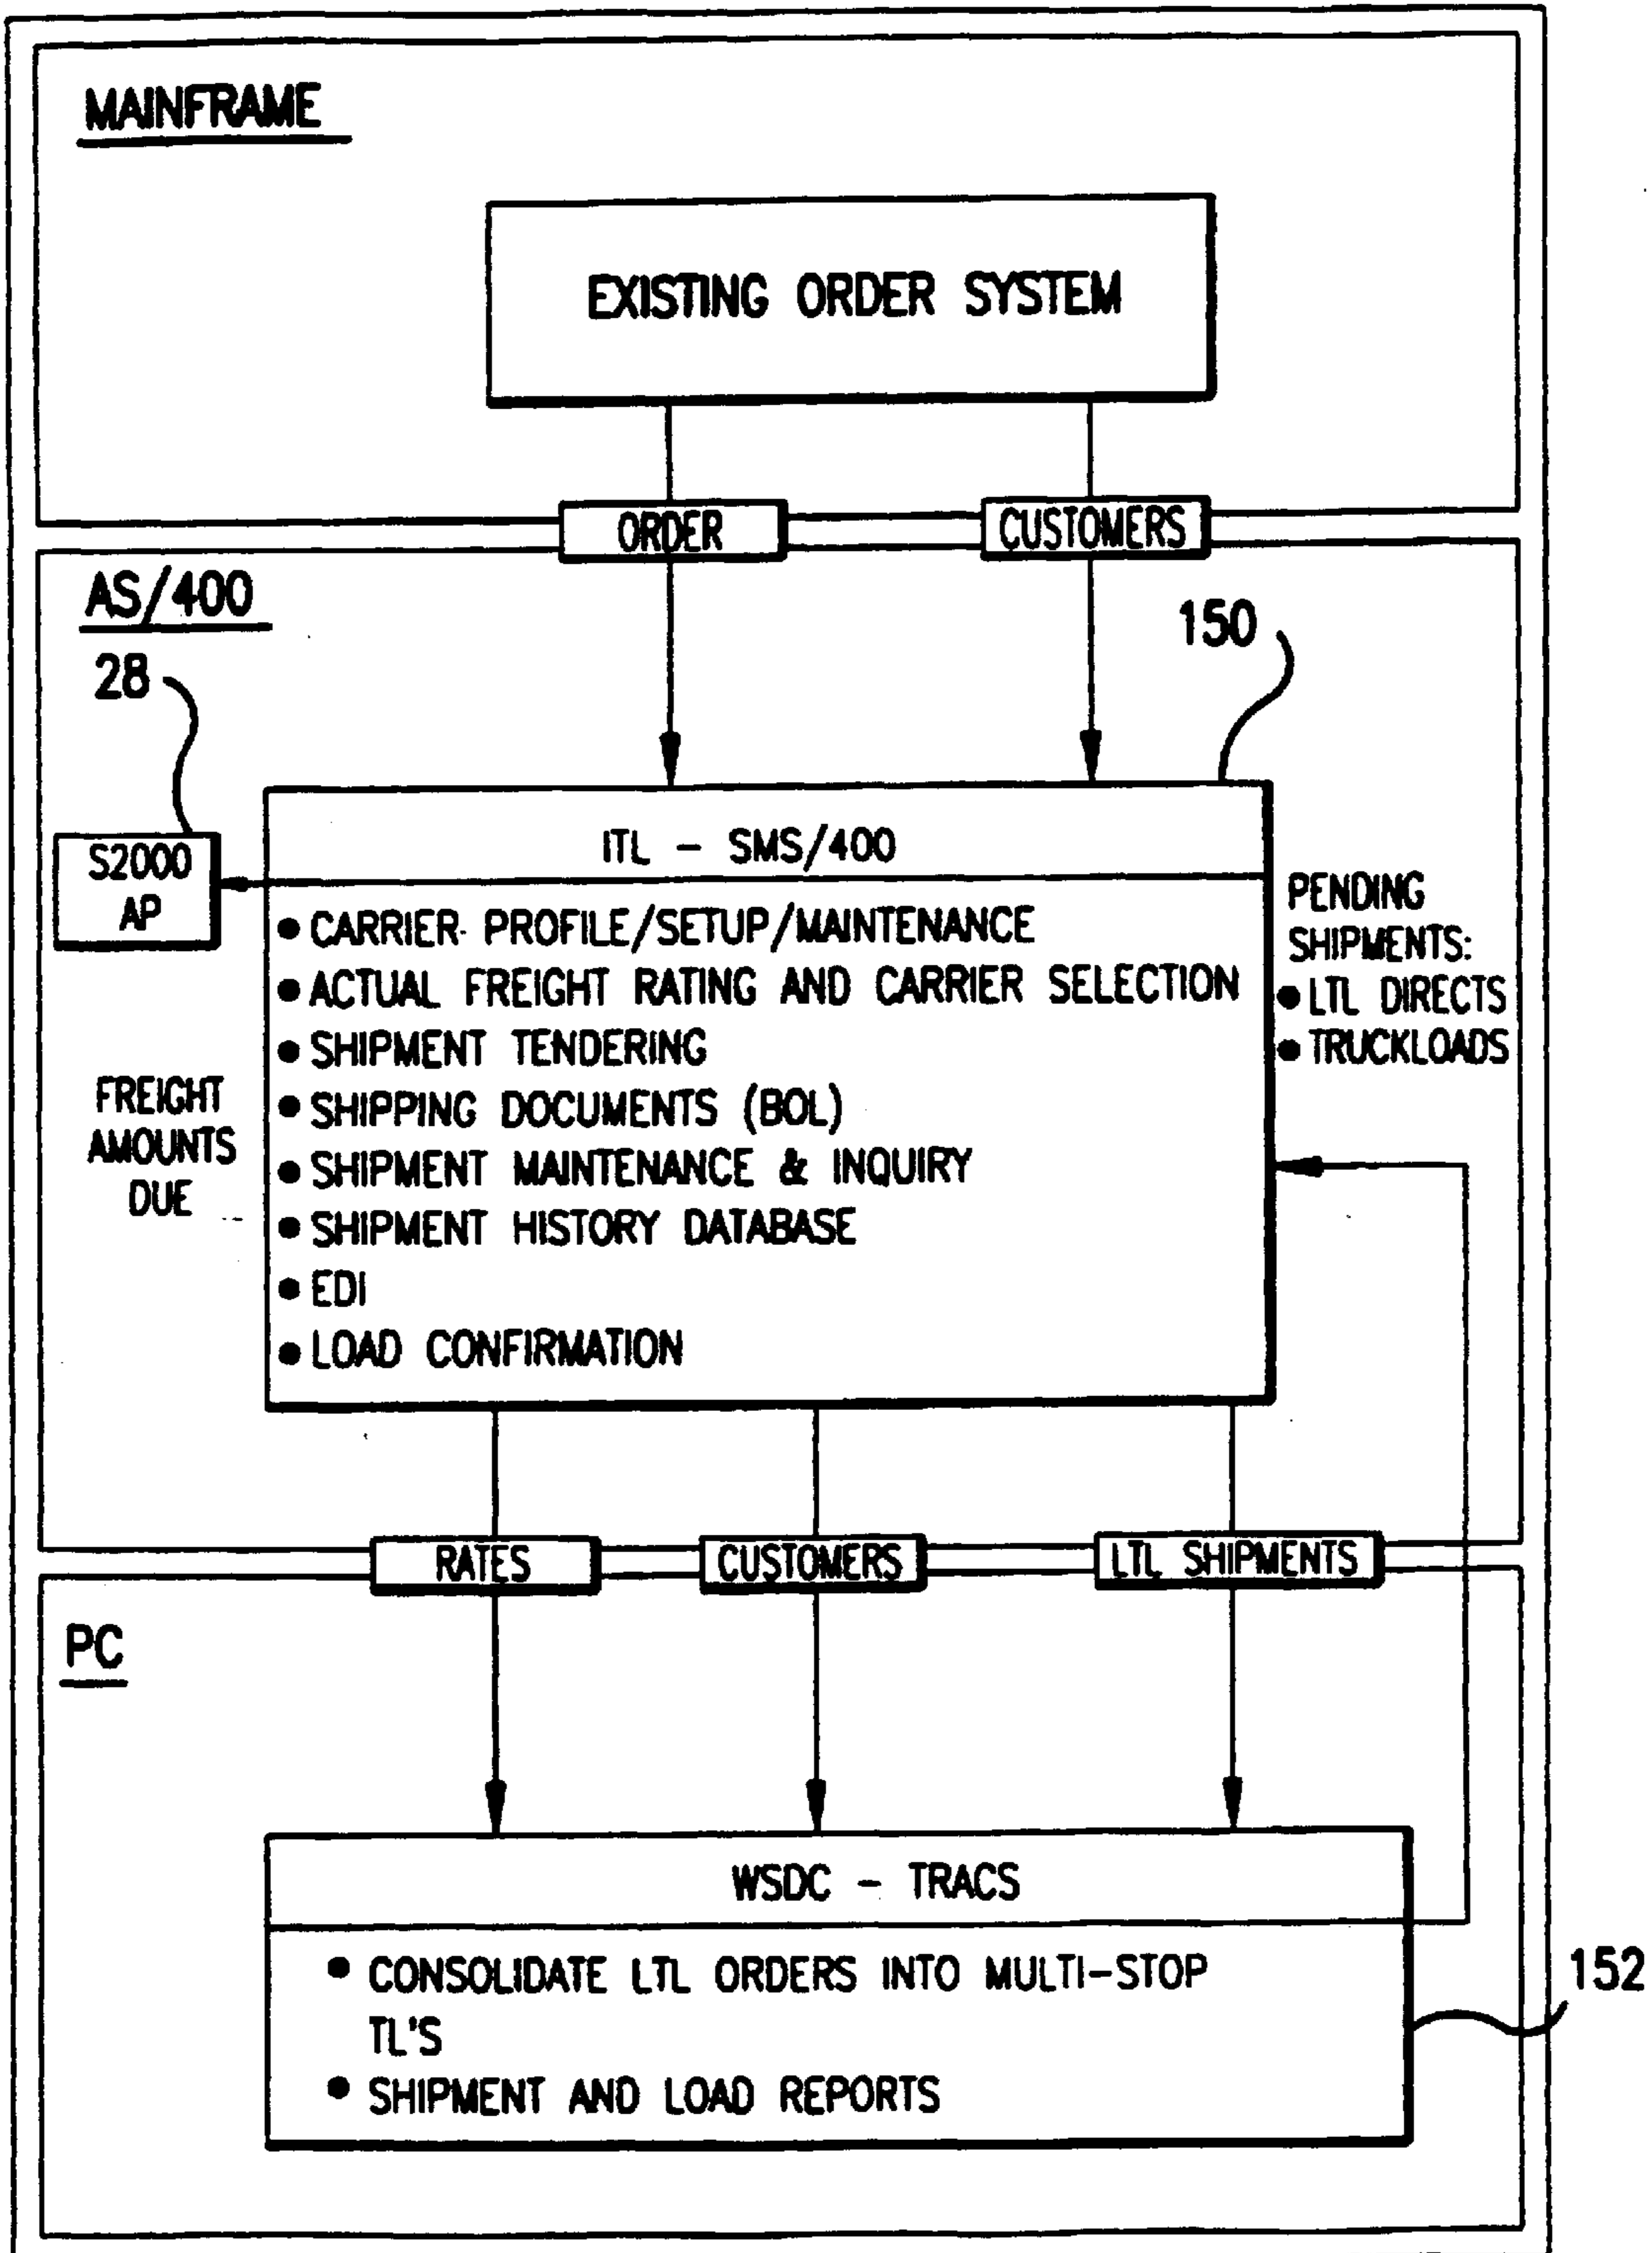 MAINFRAME
EXISTING ORDER SYSTEM
ORDER
CUSTOMERS
AS/400
28
150
S2000
AP
ITL - SMS/400
• CARRIER PROFILE/SETUP/MAINTENANCE
• ACTUAL FREIGHT RATING AND CARRIER SELECTION
• SHIPMENT TENDERING
• SHIPPING DOCUMENTS (BOL)
• SHIPMENT MAINTENANCE & INQUIRY
• SHIPMENT HISTORY DATABASE
• EDI
• LOAD CONFIRMATION
PENDING
SHIPMENTS:
• LTL DIRECTS
• TRUCKLOADS
FREIGHT
AMOUNTS
DUE
RATES
CUSTOMERS
LTL SHIPMENTS
PC
WSDC - TRACS
• CONSOLIDATE LTL ORDERS INTO MULTI-STOP
TL'S
• SHIPMENT AND LOAD REPORTS
152